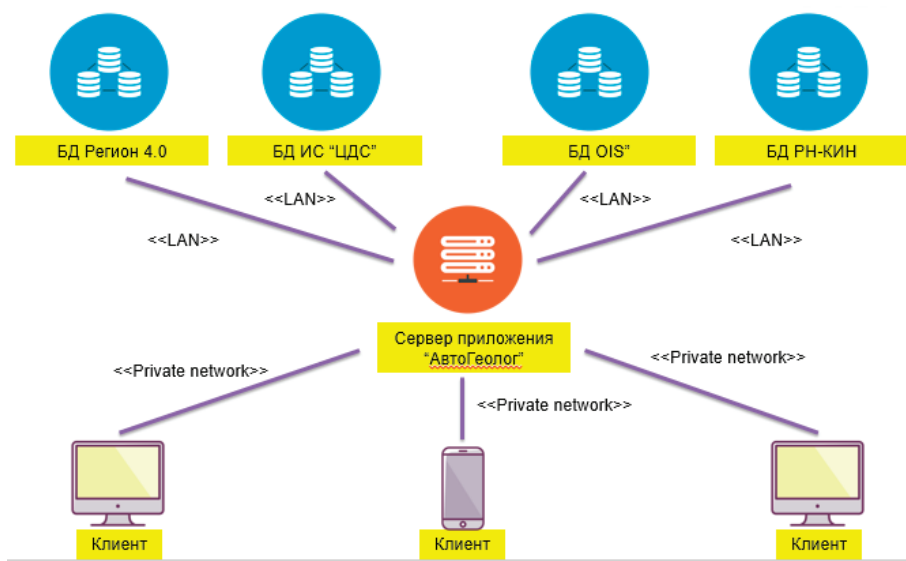 БД Регион 4.0
БД ИС “ЦДС”
БД OIS”
БД РН-КИН
<<LAN>>
<<LAN>>
<<LAN>>
<<LAN>>
Сервер приложения
“АвтоГеолог”
<<Private network>>
<<Private network>>
<<Private network>>
Клиент
Клиент
Клиент